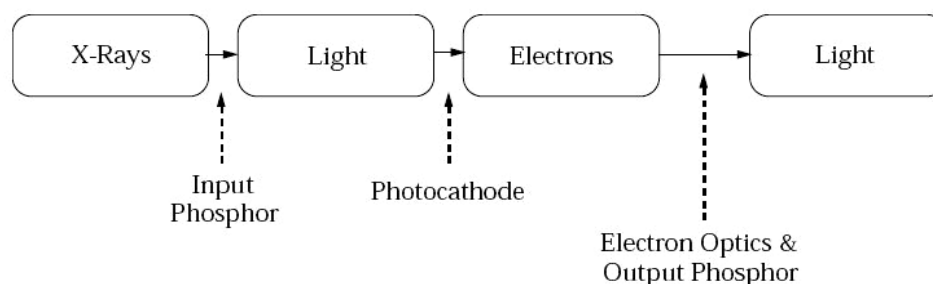 X-Rays
Light
Electrons
Light
Input
Phosphor
Photocathode
Electron Optics &
Output Phosphor